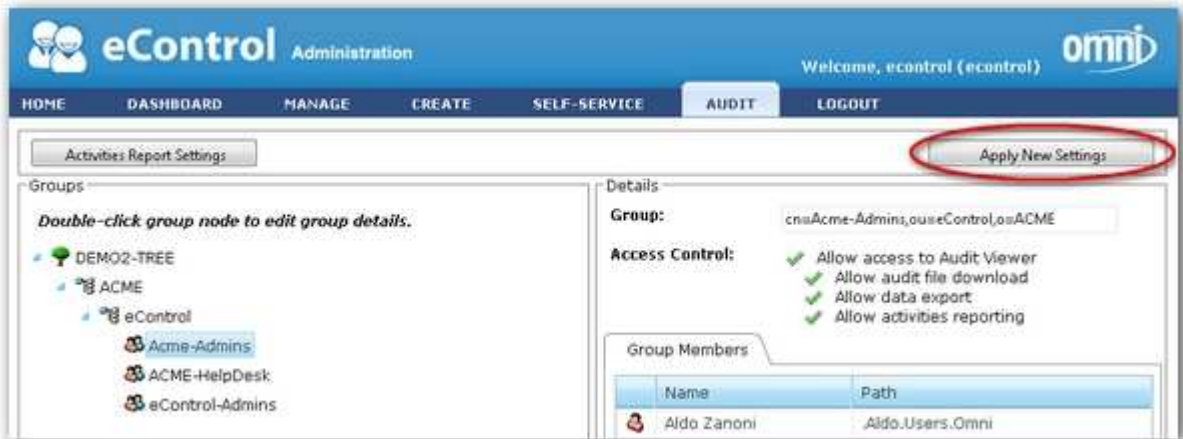 eControl Administration
omni
Welcome, econtrol (econtrol)
HOME DASHBOARD MANAGE CREATE SELF-SERVICE AUDIT LOGOUT
Activities Report Settings
Apply New Settings
Groups
Double-click group node to edit group details.
DEMO2-TREE
ACME
eControl
Acme-Admins
ACME-HelpDesk
eControl-Admins
Details
Group: cn=Acme-Admins,ou=eControl,o=ACME
Access Control: Allow access to Audit Viewer
Allow audit file download
Allow data export
Allow activities reporting
Group Members
Name Path
Aldo Zanoni .Aldo.Users.Omni